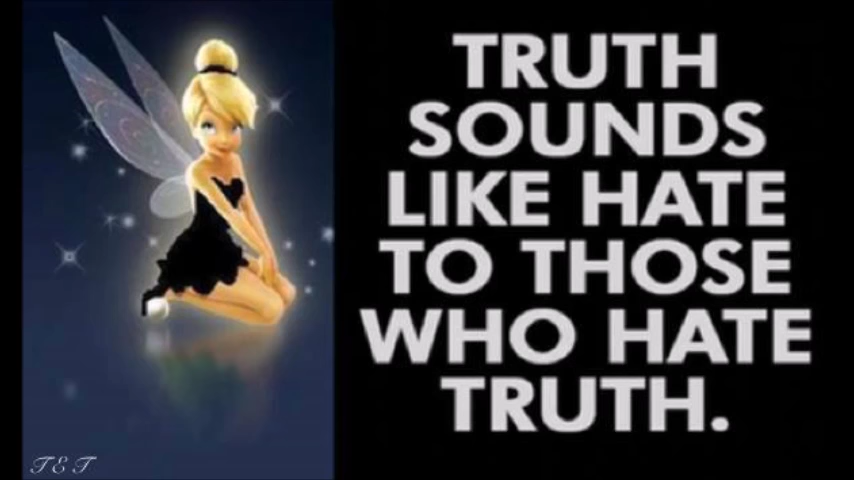 TRUTH
SOUNDS
LIKE HATE
TO THOSE
WHO HATE
TRUTH.
T&T